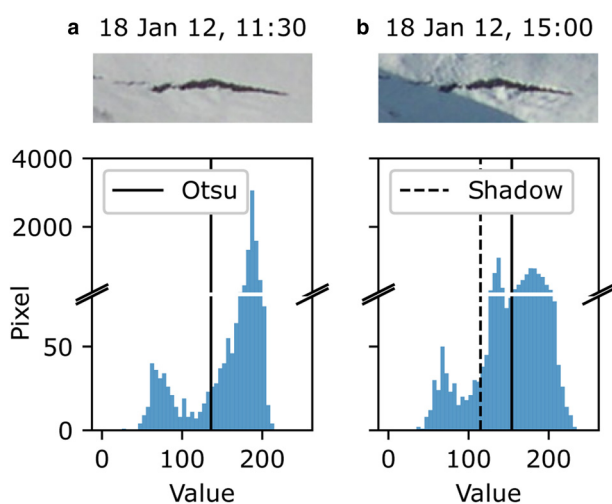 a 18 Jan 12, 11:30
b 18 Jan 12, 15:00
4000
2000
50
0
Pixel
Otsu
Shadow
0 100 200
0 100 200
Value
Value